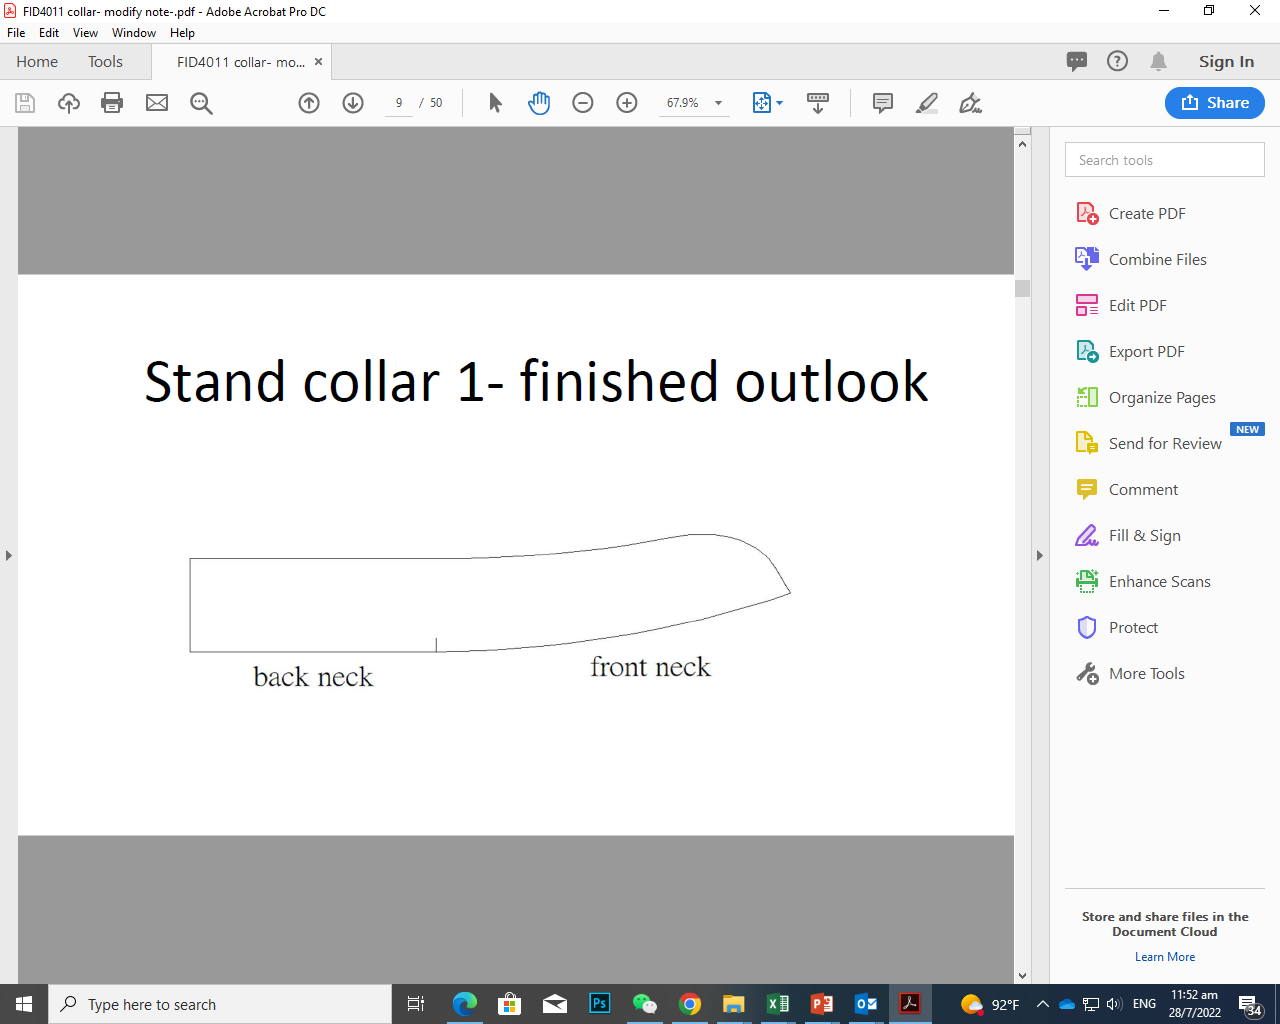 FID4011 collar- modify note-.pdf - Adobe Acrobat Pro DC
File Edit View Window Help
Home Tools FID4011 collar- mo... × Sign In
9 / 50 67.9% Share
Search tools
Create PDF
Combine Files
Edit PDF
Export PDF
Organize Pages
NEW
Send for Review
Comment
Fill & Sign
Enhance Scans
Protect
More Tools
Stand collar 1- finished outlook
back neck
front neck
Store and share files in the
Document Cloud
Learn More
Type here to search
Ps
92°F
ENG
11:52 am
28/7/2022
34